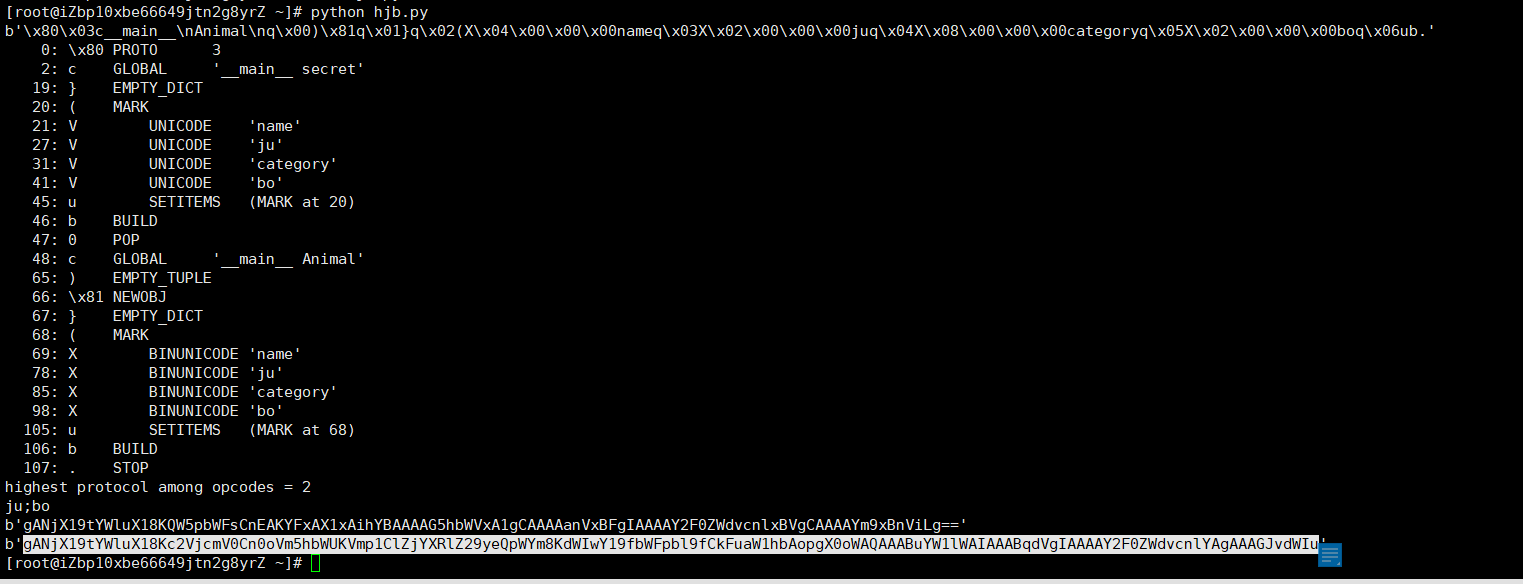 [root@iZbp10xbe66649jtn2g8yrZ ~]# python hjb.py
b'\x80\x03c__main__\nAnimal\nq\x00)\x81q\x01}q\x02(X\x04\x00\x00\x00nameq\x03X\x02\x00\x00\x00juq\x04X\x08\x00\x00\x00categoryq\x05X\x02\x00\x00\x00boq\x06ub.'
0: \x80 PROTO 3
2: c GLOBAL '__main__ secret'
19: } EMPTY_DICT
20: ( MARK
21: V UNICODE 'name'
27: V UNICODE 'ju'
31: V UNICODE 'category'
41: V UNICODE 'bo'
45: u SETITEMS (MARK at 20)
46: b BUILD
47: 0 POP
48: c GLOBAL '__main__ Animal'
65: ) EMPTY_TUPLE
66: \x81 NEWOBJ
67: } EMPTY_DICT
68: ( MARK
69: X BINUNICODE 'name'
78: X BINUNICODE 'ju'
85: X BINUNICODE 'category'
98: X BINUNICODE 'bo'
105: u SETITEMS (MARK at 68)
106: b BUILD
107: . STOP
highest protocol among opcodes = 2
ju;bo
b'gANjX19tYWluX18KQW5pbWFsCnEAKYFxAX1xAihYBAAAAG5hbWVxA1gCAAAAanVxBFgIAAAAY2F0ZWdvcnlxBVgCAAAAYm9xBnViLg=='
b'gANjX19tYWluX18Kc2VjcmV0Cn0oVm5hbWUKVmp1ClZjYXRlZ29yeQpWYm8KdWIwY19fbWFpbl9fCkFuaW1hbAopgX0oWAQAAABuYW1lWAIAAABqdVgIAAAAY2F0ZWdvcnlYAgAAAGJvdWIu'
[root@iZbp10xbe66649jtn2g8yrZ ~]#